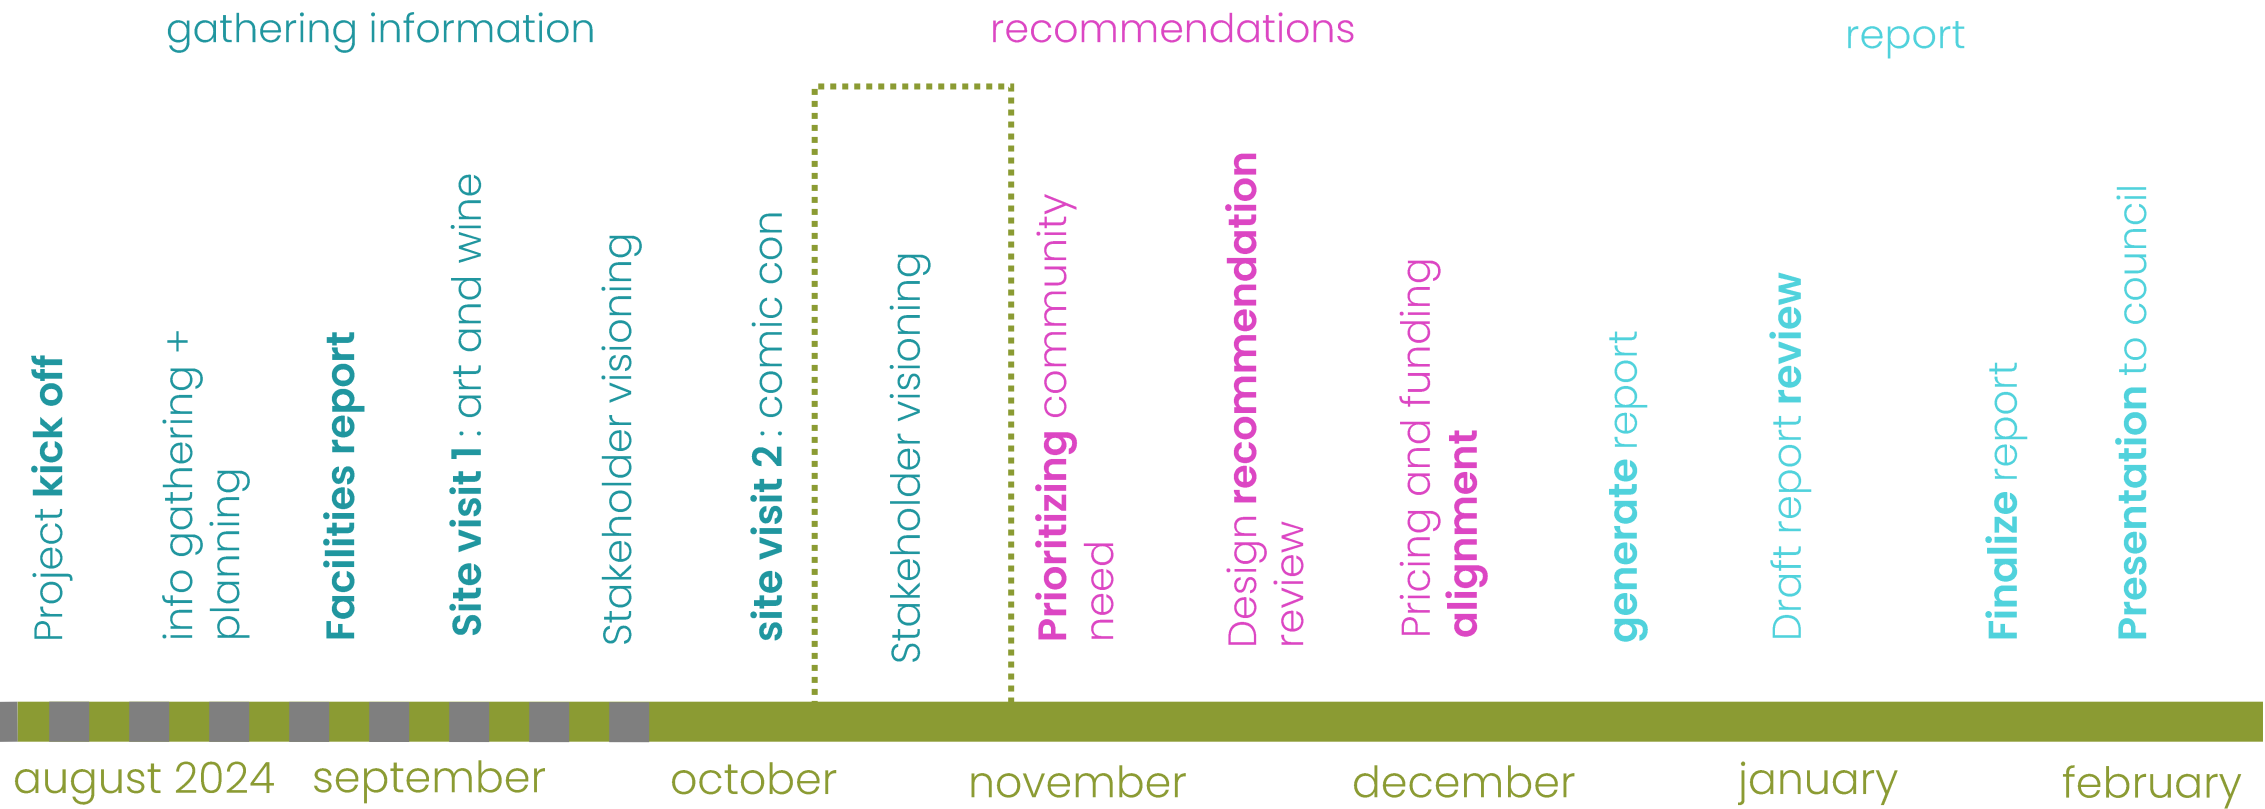 gathering information
recommendations
report
Project kick off
info gathering +
planning
Facilities report
Site visit 1 : art and wine
Stakeholder visioning
site visit 2 : comic con
Stakeholder visioning
Prioritizing community
need
Design recommendation
review
Pricing and funding
alignment
generate report
Draft report review
Finalize report
Presentation to council
august 2024
september
october
november
december
january
february